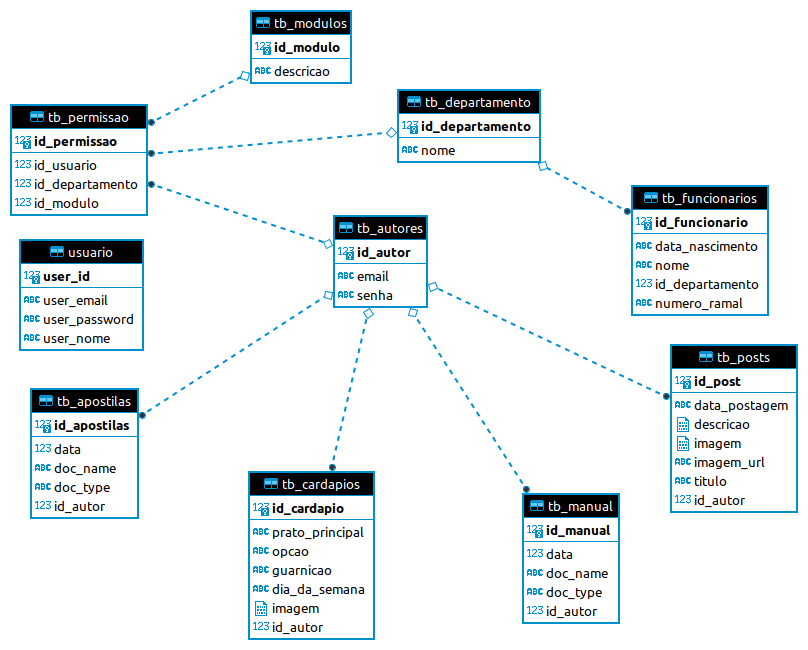 tb_modulos
123 id_modulo
ABC descricao
tb_permissao
123 id_permissao
123 id_usuario
123 id_departamento
123 id_modulo
tb_departamento
123 id_departamento
ABC nome
tb_funcionarios
123 id_funcionario
ABC data_nascimento
ABC nome
123 id_departamento
ABC numero_ramal
tb_autores
123 id_autor
ABC email
ABC senha
usuario
123 user_id
ABC user_email
ABC user_password
ABC user_nome
tb_posts
123 id_post
ABC data_postagem
descricao
imagem
ABC imagem_url
ABC titulo
123 id_autor
tb_apostilas
123 id_apostilas
123 data
ABC doc_name
ABC doc_type
123 id_autor
tb_cardapios
123 id_cardapio
ABC prato_principal
ABC opcao
ABC guarnicao
ABC dia_da_semana
imagem
123 id_autor
tb_manual
123 id_manual
123 data
ABC doc_name
ABC doc_type
123 id_autor